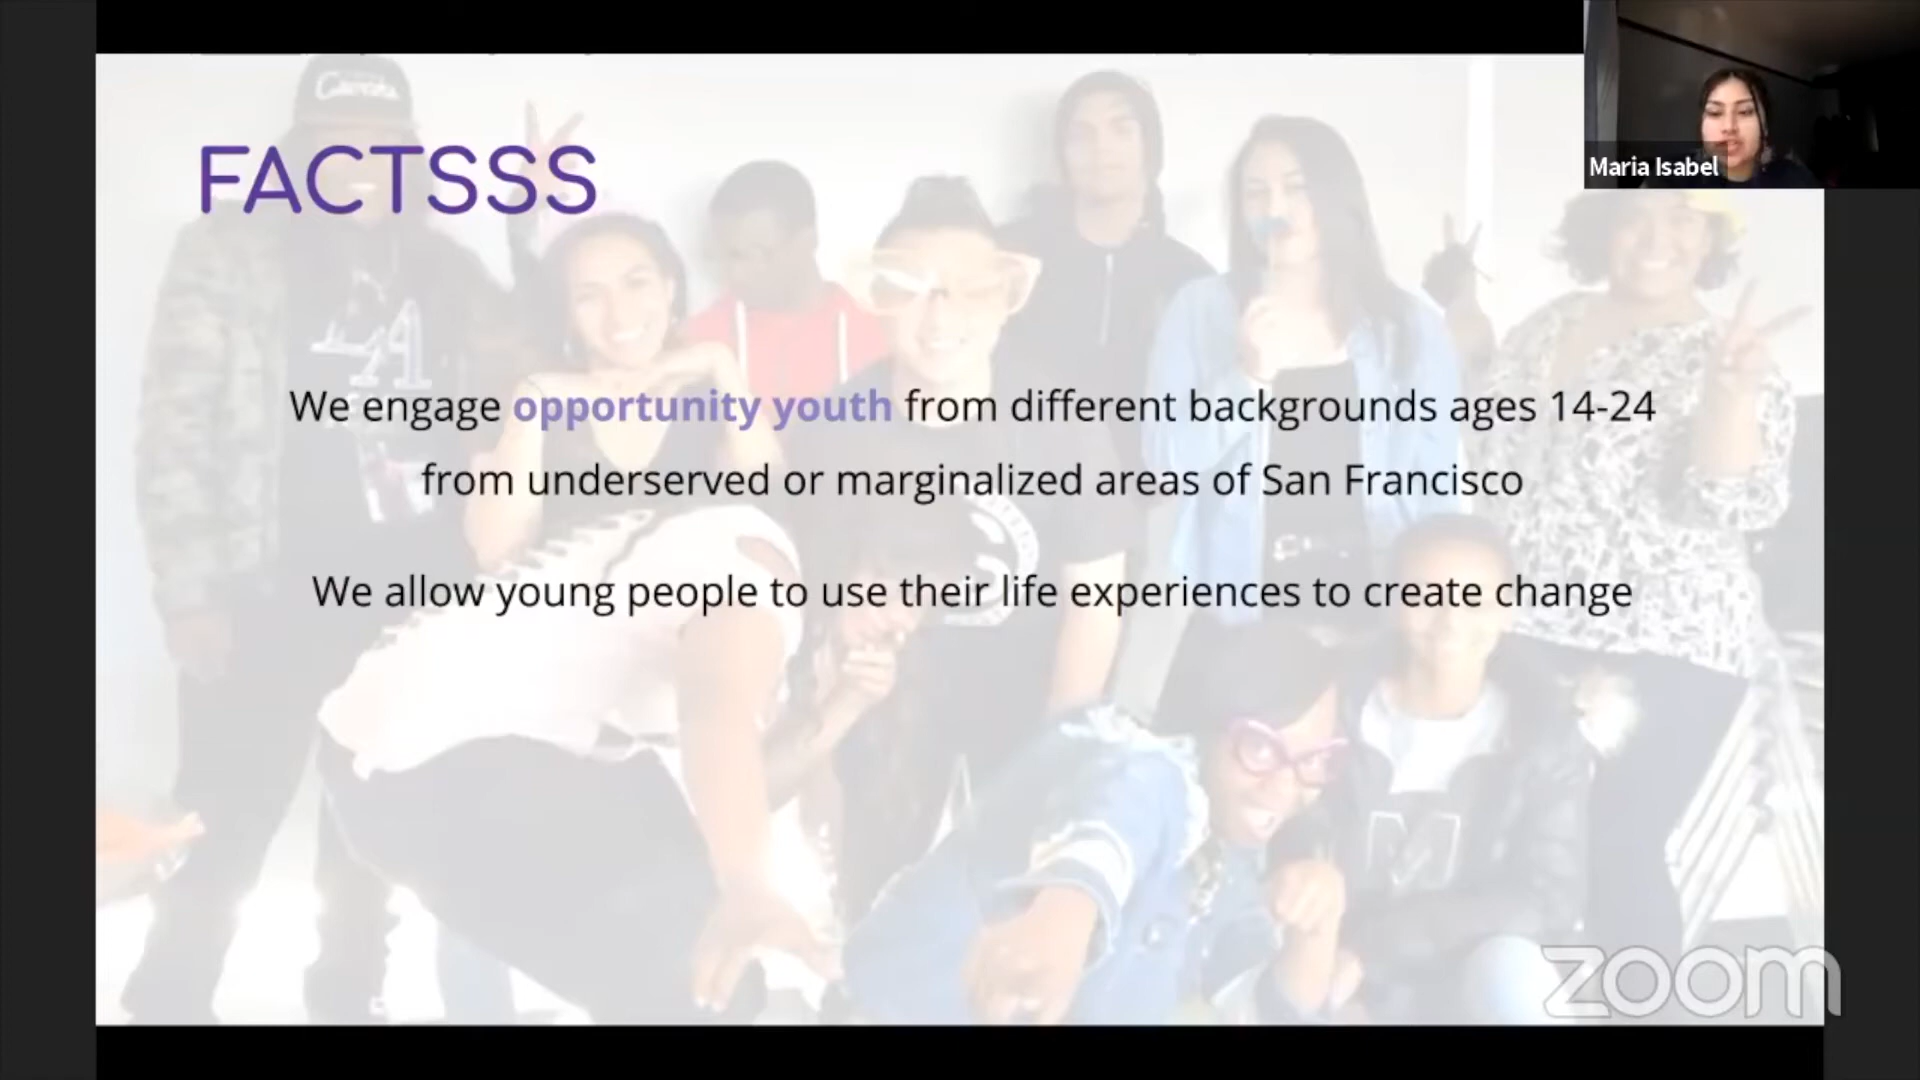 FACTSSS
Maria Isabel
We engage opportunity youth from different backgrounds ages 14-24
from underserved or marginalized areas of San Francisco
We allow young people to use their life experiences to create change
M
zoom